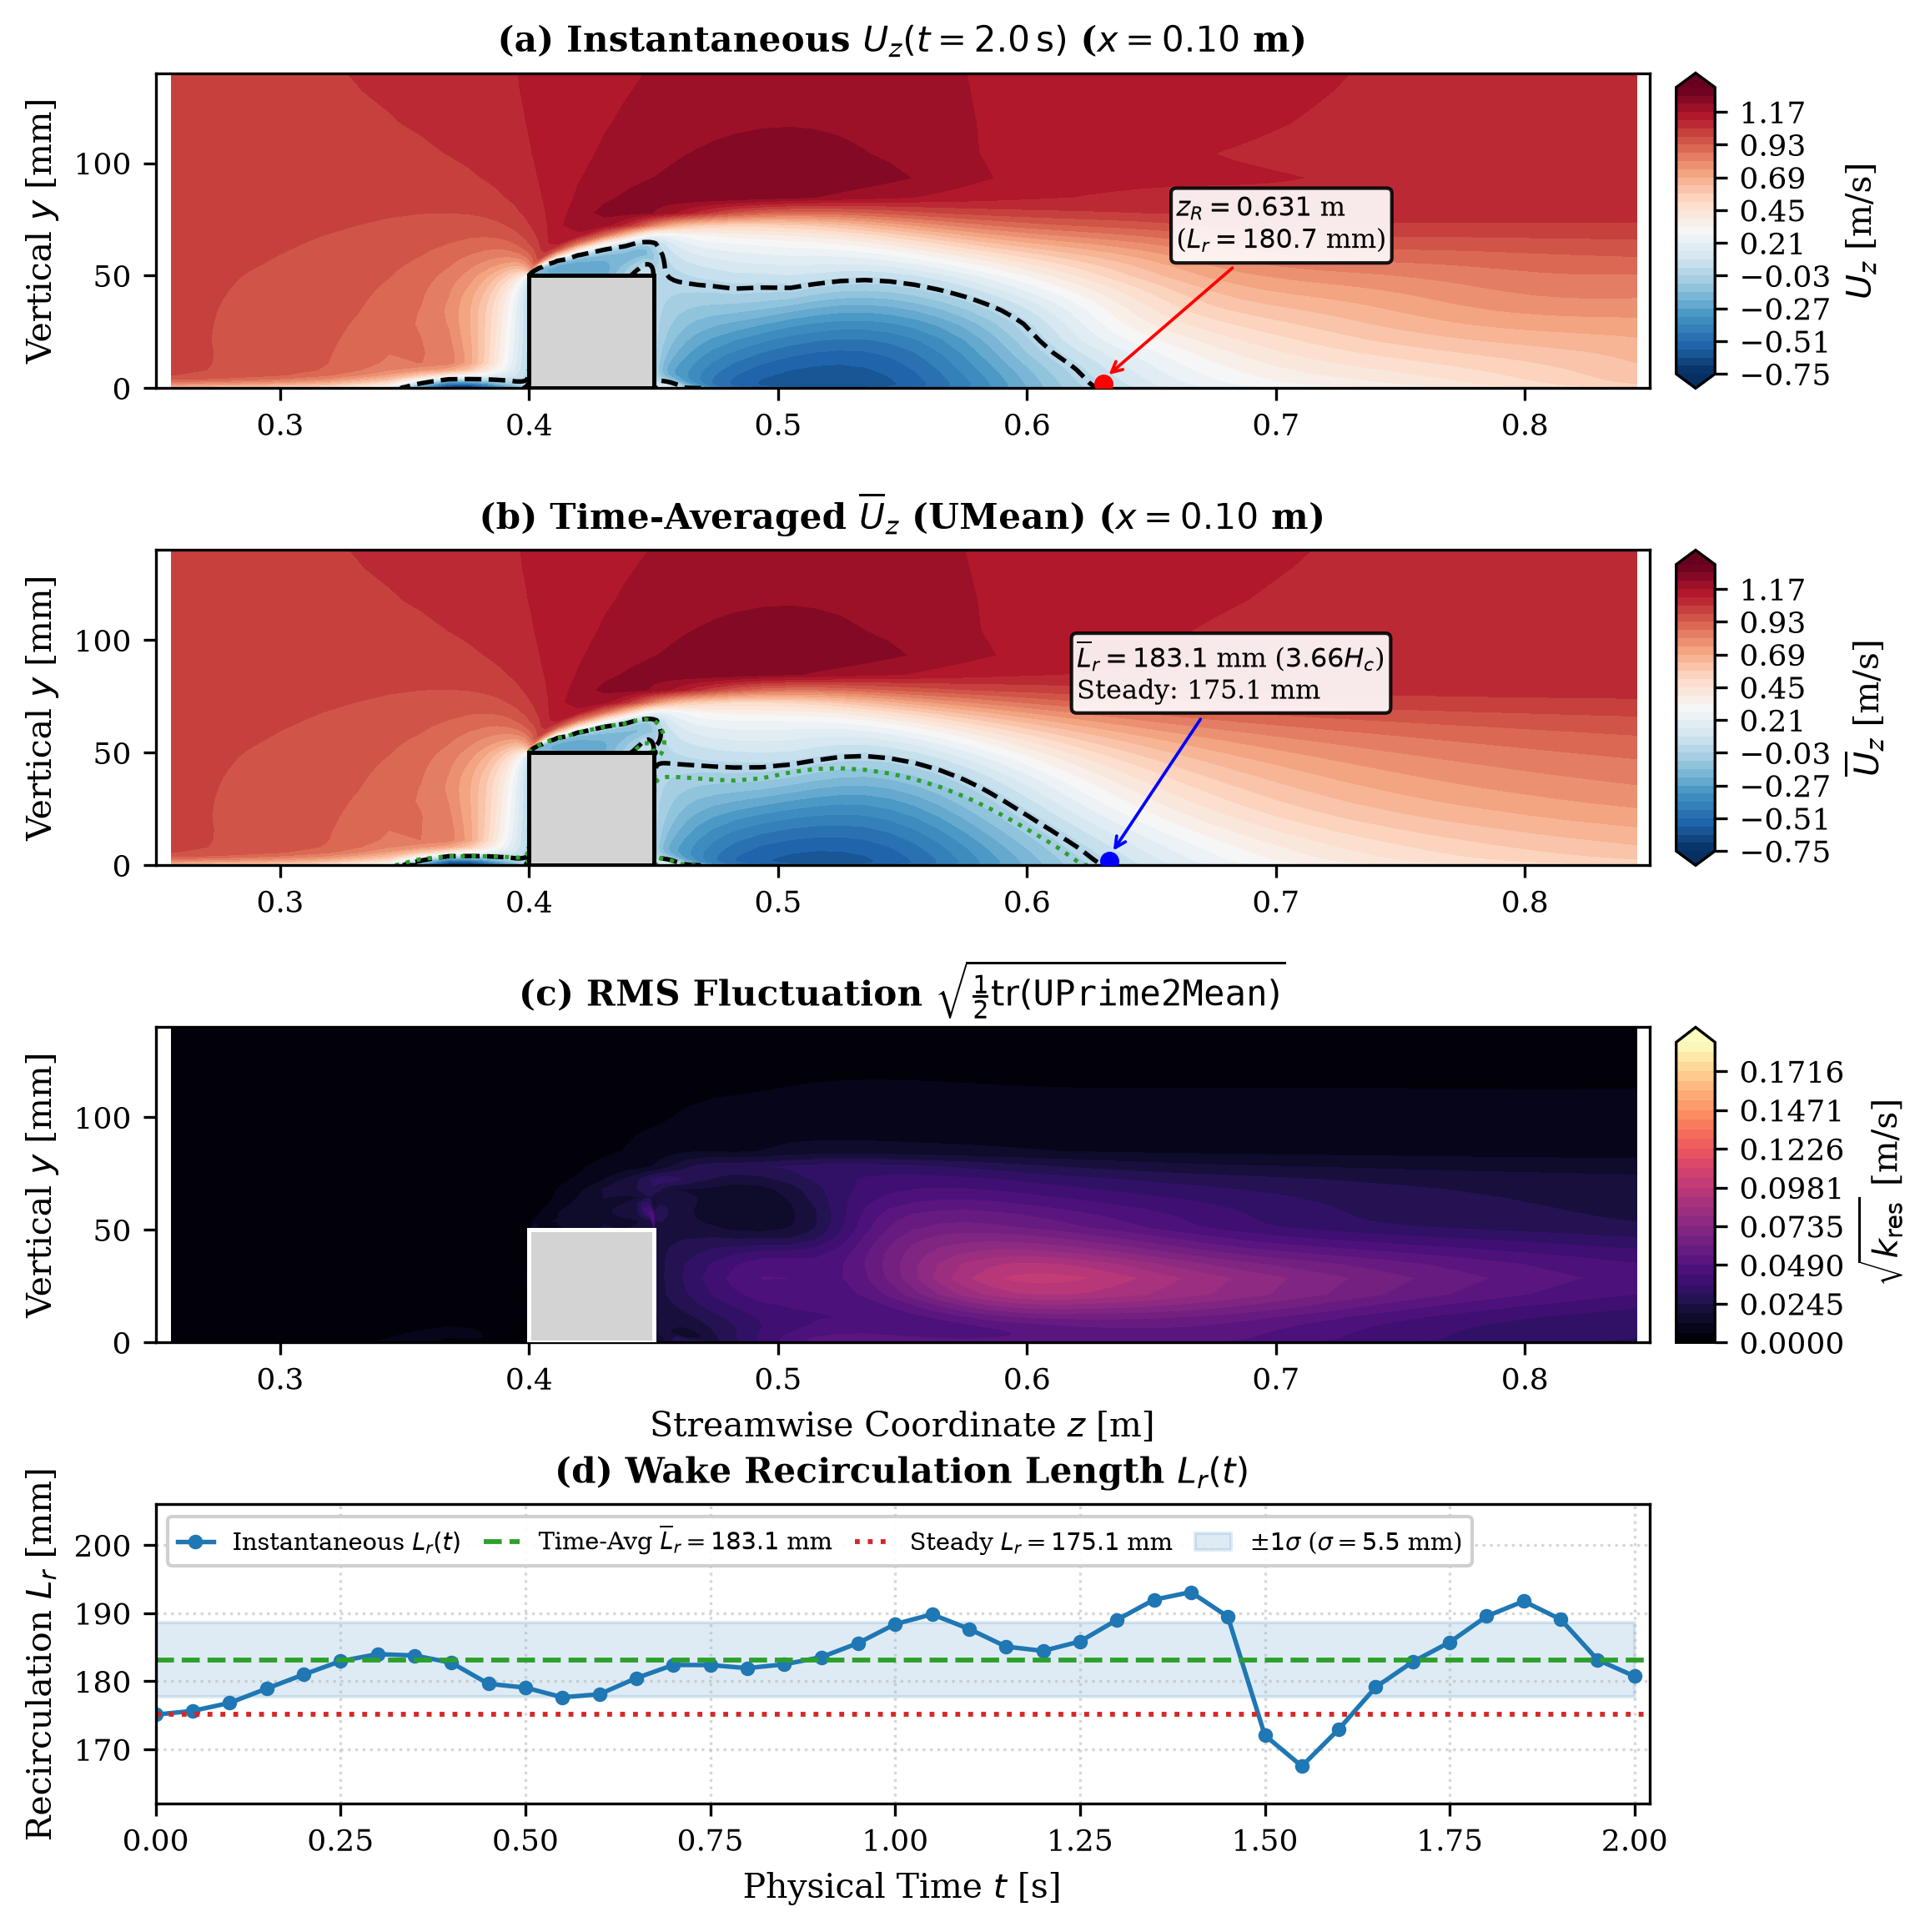 (a) Instantaneous U_z(t = 2.0 s) (x = 0.10 m)
Vertical y [mm]
100
50
0
z_R = 0.631 m
(L_r = 180.7 mm)
0.3 0.4 0.5 0.6 0.7 0.8
1.17
0.93
0.69
0.45
0.21
−0.03
−0.27
−0.51
−0.75
U_z [m/s]
(b) Time-Averaged U̅_z (UMean) (x = 0.10 m)
Vertical y [mm]
100
50
0
L̅_r = 183.1 mm (3.66H_c)
Steady: 175.1 mm
0.3 0.4 0.5 0.6 0.7 0.8
1.17
0.93
0.69
0.45
0.21
−0.03
−0.27
−0.51
−0.75
U̅_z [m/s]
(c) RMS Fluctuation √(½tr(UPrime2Mean))
Vertical y [mm]
100
50
0
0.3 0.4 0.5 0.6 0.7 0.8
Streamwise Coordinate z [m]
0.1716
0.1471
0.1226
0.0981
0.0735
0.0490
0.0245
0.0000
√k_res [m/s]
(d) Wake Recirculation Length L_r(t)
Recirculation L_r [mm]
200
190
180
170
Instantaneous L_r(t) Time-Avg L̅_r = 183.1 mm Steady L_r = 175.1 mm ±1σ (σ = 5.5 mm)
0.00 0.25 0.50 0.75 1.00 1.25 1.50 1.75 2.00
Physical Time t [s]